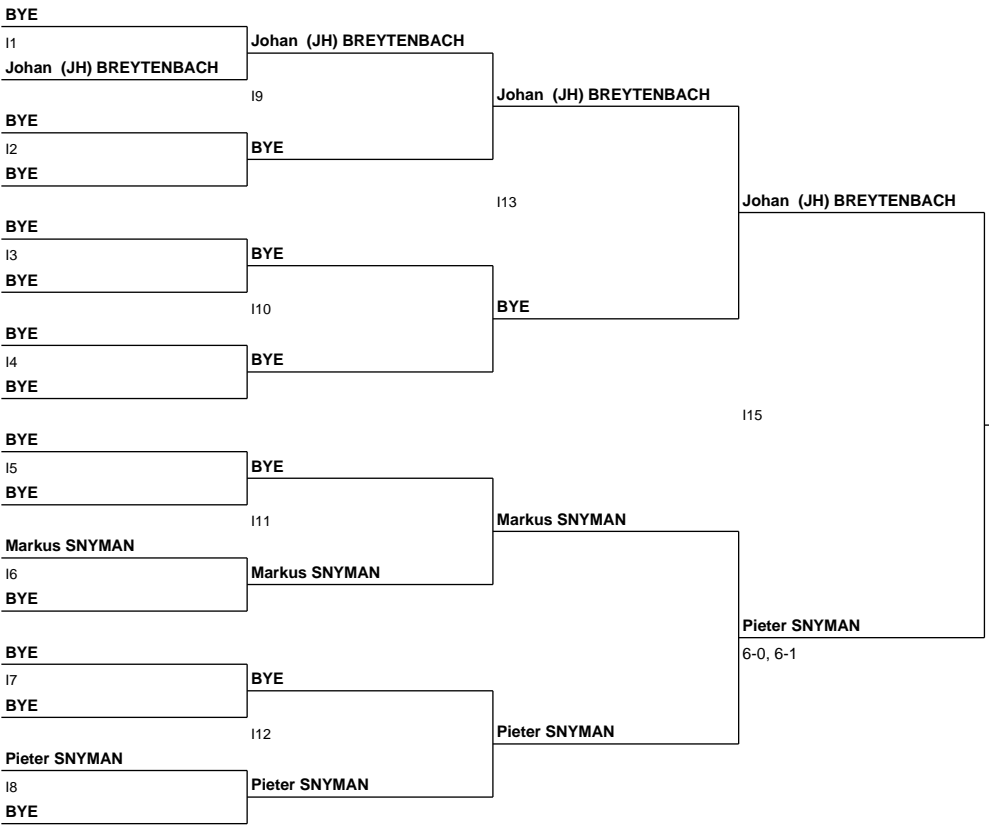 BYE
I1
Johan (JH) BREYTENBACH
Johan (JH) BREYTENBACH
I9
BYE
I2
BYE
BYE
Johan (JH) BREYTENBACH
I13
BYE
I3
BYE
BYE
I10
BYE
I4
BYE
BYE
BYE
Johan (JH) BREYTENBACH
I15
BYE
I5
BYE
BYE
I11
Markus SNYMAN
I6
BYE
Markus SNYMAN
Markus SNYMAN
BYE
I7
BYE
BYE
I12
Pieter SNYMAN
I8
BYE
Pieter SNYMAN
Pieter SNYMAN
Pieter SNYMAN
6-0, 6-1